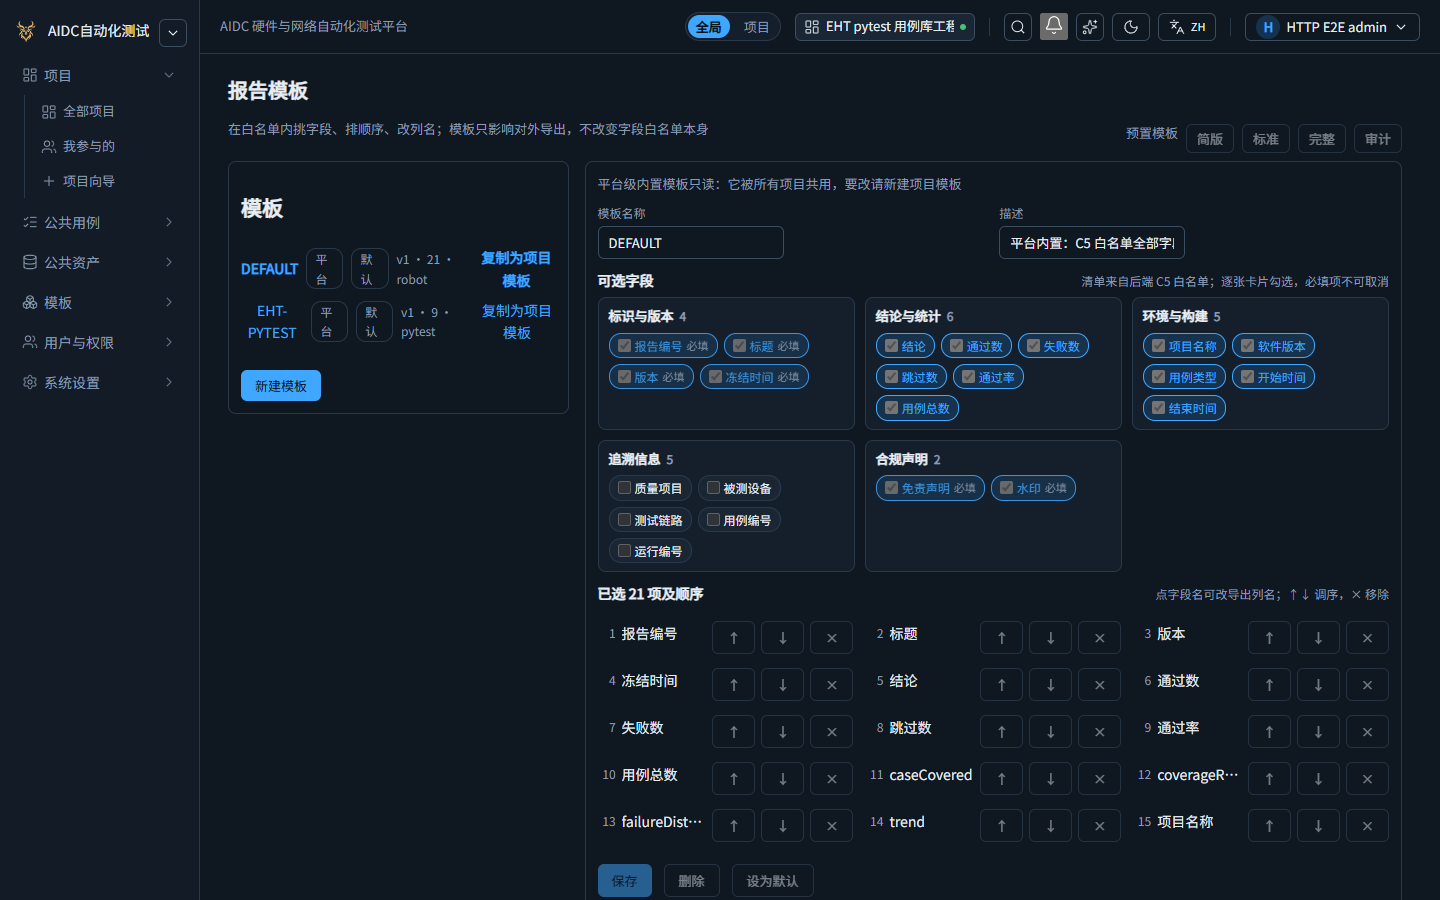 AIDC自动化测试
AIDC 硬件与网络自动化测试平台
全局
项目
EHT pytest 用例库工程
ZH
H
HTTP E2E admin
项目
全部项目
我参与的
项目向导
公共用例
公共资产
模板
用户与权限
系统设置
报告模板
在白名单内挑字段、排顺序、改列名；模板只影响对外导出，不改变字段白名单本身
预置模板
简版
标准
完整
审计
模板
DEFAULT
平台
默认
v1 · 21 · robot
复制为项目模板
EHT-PYTEST
平台
默认
v1 · 9 · pytest
复制为项目模板
新建模板
平台级内置模板只读：它被所有项目共用，要改请新建项目模板
模板名称
描述
DEFAULT
平台内置：C5 白名单全部字
可选字段
清单来自后端 C5 白名单；逐张卡片勾选，必填项不可取消
标识与版本 4
报告编号 必填
标题 必填
版本 必填
冻结时间 必填
结论与统计 6
结论
通过数
失败数
跳过数
通过率
用例总数
环境与构建 5
项目名称
软件版本
用例类型
开始时间
结束时间
追溯信息 5
质量项目
被测设备
测试链路
用例编号
运行编号
合规声明 2
免责声明 必填
水印 必填
已选 21 项及顺序
点字段名可改导出列名；↑↓ 调序，× 移除
1 报告编号 ↑ ↓ ×
2 标题 ↑ ↓ ×
3 版本 ↑ ↓ ×
4 冻结时间 ↑ ↓ ×
5 结论 ↑ ↓ ×
6 通过数 ↑ ↓ ×
7 失败数 ↑ ↓ ×
8 跳过数 ↑ ↓ ×
9 通过率 ↑ ↓ ×
10 用例总数 ↑ ↓ ×
11 caseCovered ↑ ↓ ×
12 coverageR… ↑ ↓ ×
13 failureDist… ↑ ↓ ×
14 trend ↑ ↓ ×
15 项目名称 ↑ ↓ ×
保存
删除
设为默认